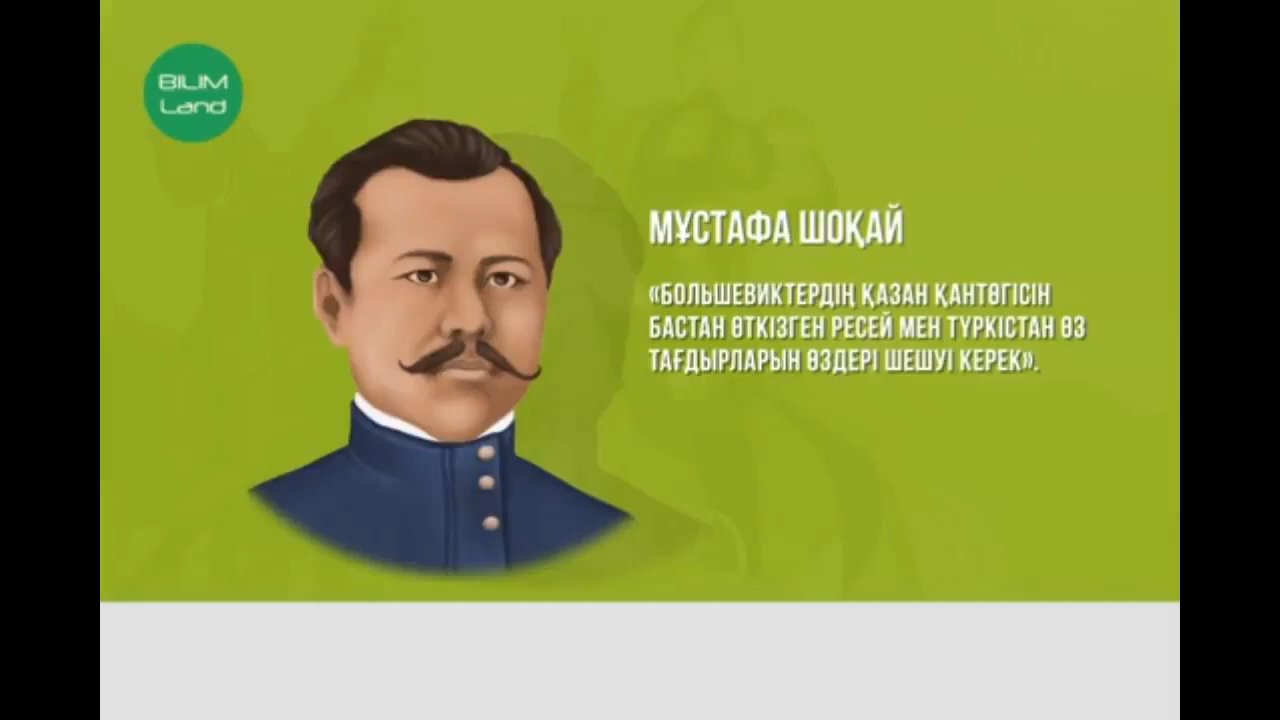 BILIM
Land
МҰСТАФА ШОҚАЙ
«БОЛЬШЕВИКТЕРДІҢ ҚАЗАН ҚАНТӨГІСІН
БАСТАН ӨТКІЗГЕН РЕСЕЙ МЕН ТҮРКІСТАН ӨЗ
ТАҒДЫРЛАРЫН ӨЗДЕРІ ШЕШУІ КЕРЕК».